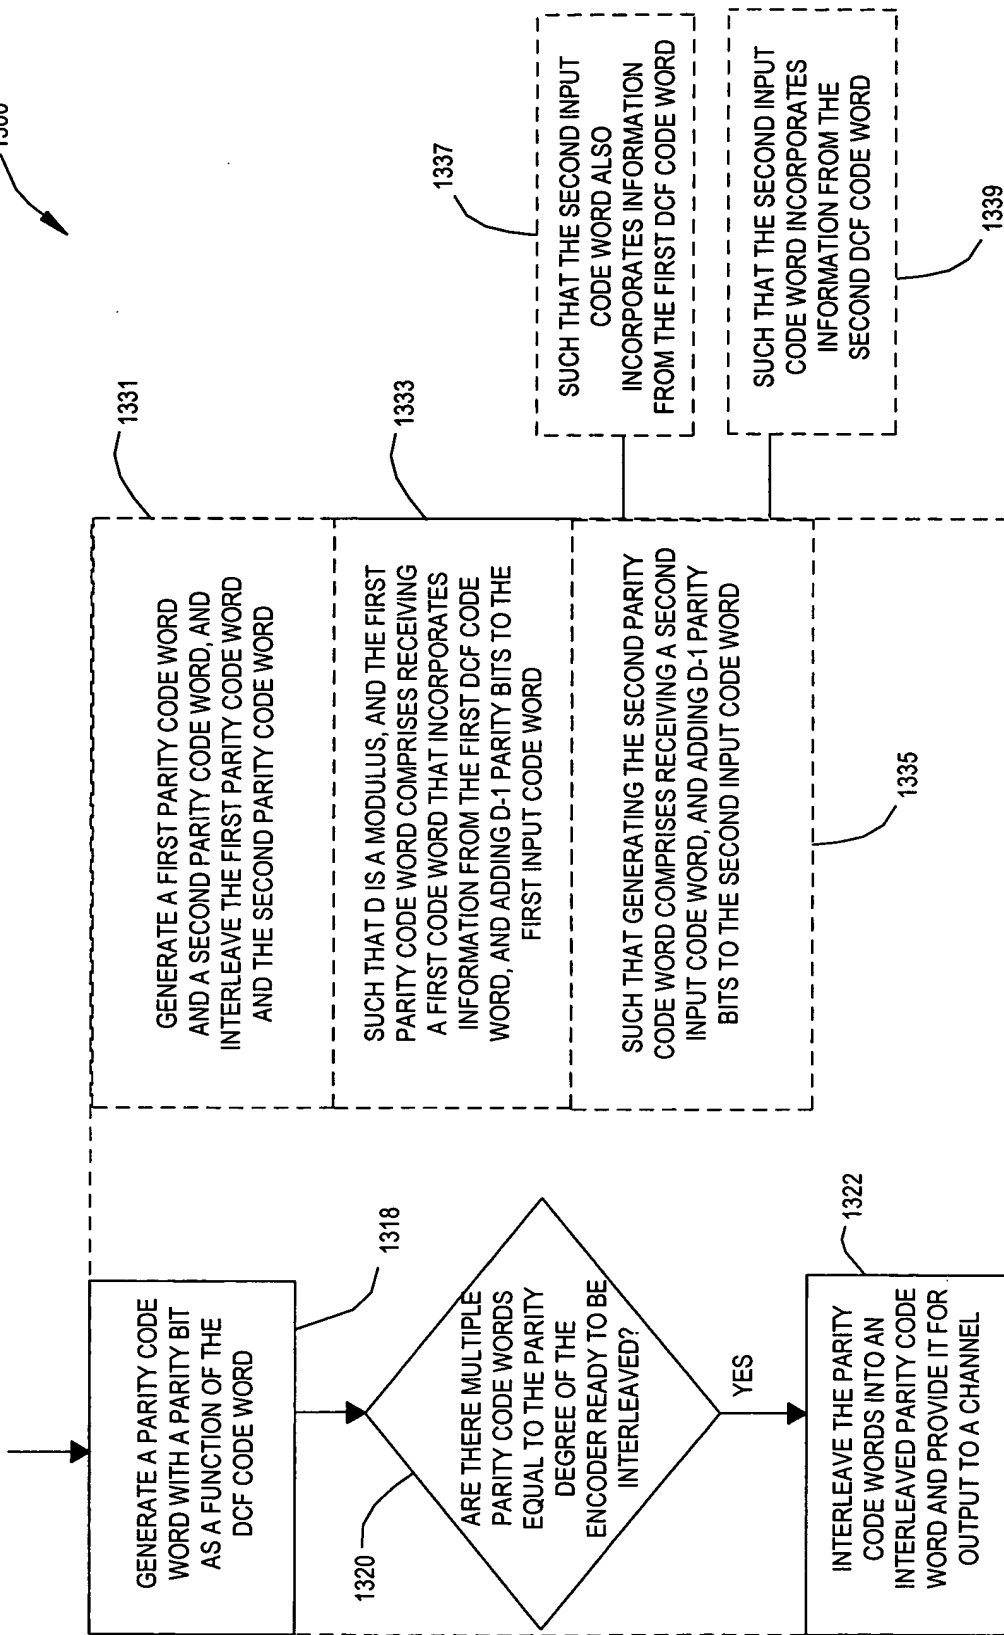 1300
GENERATE A PARITY CODE
WORD WITH A PARITY BIT
AS A FUNCTION OF THE
DCF CODE WORD
1318
ARE THERE MULTIPLE
PARITY CODE WORDS
EQUAL TO THE PARITY
DEGREE OF THE
ENCODER READY TO BE
INTERLEAVED?
1320
YES
INTERLEAVE THE PARITY
CODE WORDS INTO AN
INTERLEAVED PARITY CODE
WORD AND PROVIDE IT FOR
OUTPUT TO A CHANNEL
1322
GENERATE A FIRST PARITY CODE WORD
AND A SECOND PARITY CODE WORD, AND
INTERLEAVE THE FIRST PARITY CODE WORD
AND THE SECOND PARITY CODE WORD
1331
SUCH THAT D IS A MODULUS, AND THE FIRST
PARITY CODE WORD COMPRISES RECEIVING
A FIRST CODE WORD THAT INCORPORATES
INFORMATION FROM THE FIRST DCF CODE
WORD, AND ADDING D-1 PARITY BITS TO THE
FIRST INPUT CODE WORD
1333
SUCH THAT GENERATING THE SECOND PARITY
CODE WORD COMPRISES RECEIVING A SECOND
INPUT CODE WORD, AND ADDING D-1 PARITY
BITS TO THE SECOND INPUT CODE WORD
1335
SUCH THAT THE SECOND INPUT
CODE WORD ALSO
INCORPORATES INFORMATION
FROM THE FIRST DCF CODE WORD
1337
SUCH THAT THE SECOND INPUT
CODE WORD INCORPORATES
INFORMATION FROM THE
SECOND DCF CODE WORD
1339